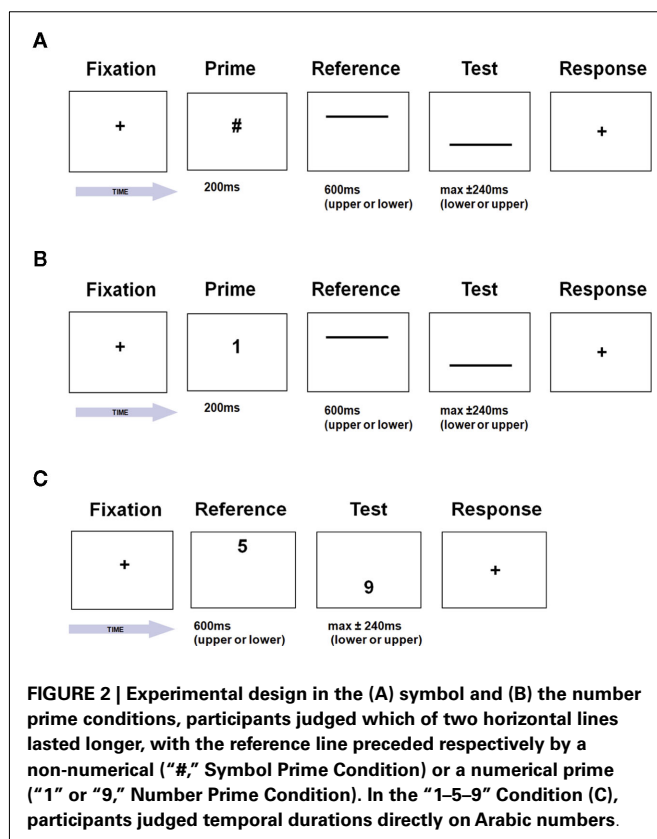 A
Fixation Prime Reference Test Response
+ # +
TIME 200ms 600ms max ±240ms
(upper or lower) (lower or upper)
B
Fixation Prime Reference Test Response
+ 1 +
TIME 200ms 600ms max ±240ms
(upper or lower) (lower or upper)
C
Fixation Reference Test Response
+ 5 9 +
TIME 600ms max ± 240ms
(upper or lower) (lower or upper)
FIGURE 2 | Experimental design in the (A) symbol and (B) the number
prime conditions, participants judged which of two horizontal lines
lasted longer, with the reference line preceded respectively by a
non-numerical (“#,” Symbol Prime Condition) or a numerical prime
(“1” or “9,” Number Prime Condition). In the “1–5–9” Condition (C),
participants judged temporal durations directly on Arabic numbers.